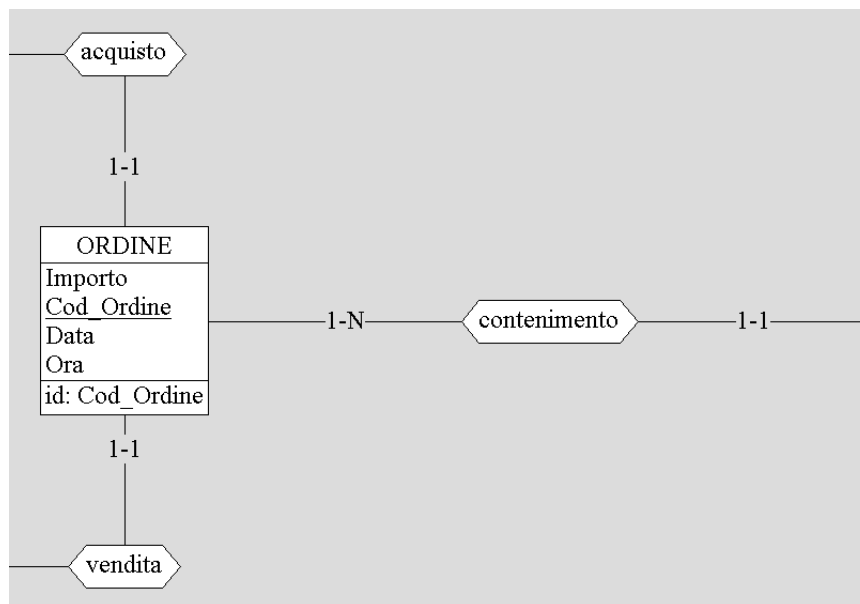 acquisto
1-1
ORDINE
Importo
Cod_Ordine
Data
Ora
id: Cod_Ordine
1-N
contenimento
1-1
1-1
vendita